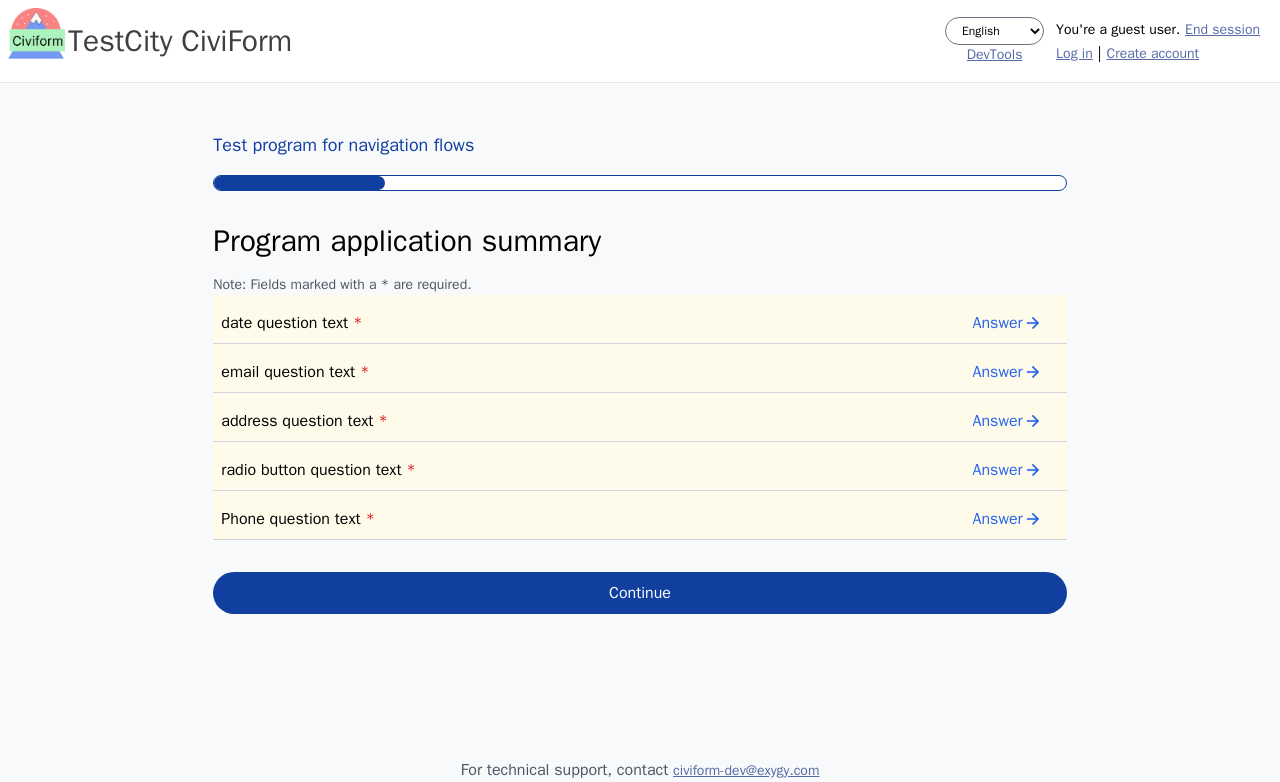 Civiform TestCity CiviForm
English
DevTools
You're a guest user. End session
Log in | Create account
Test program for navigation flows
Program application summary
Note: Fields marked with a * are required.
date question text * Answer
email question text * Answer
address question text * Answer
radio button question text * Answer
Phone question text * Answer
Continue
For technical support, contact civiform-dev@exygy.com